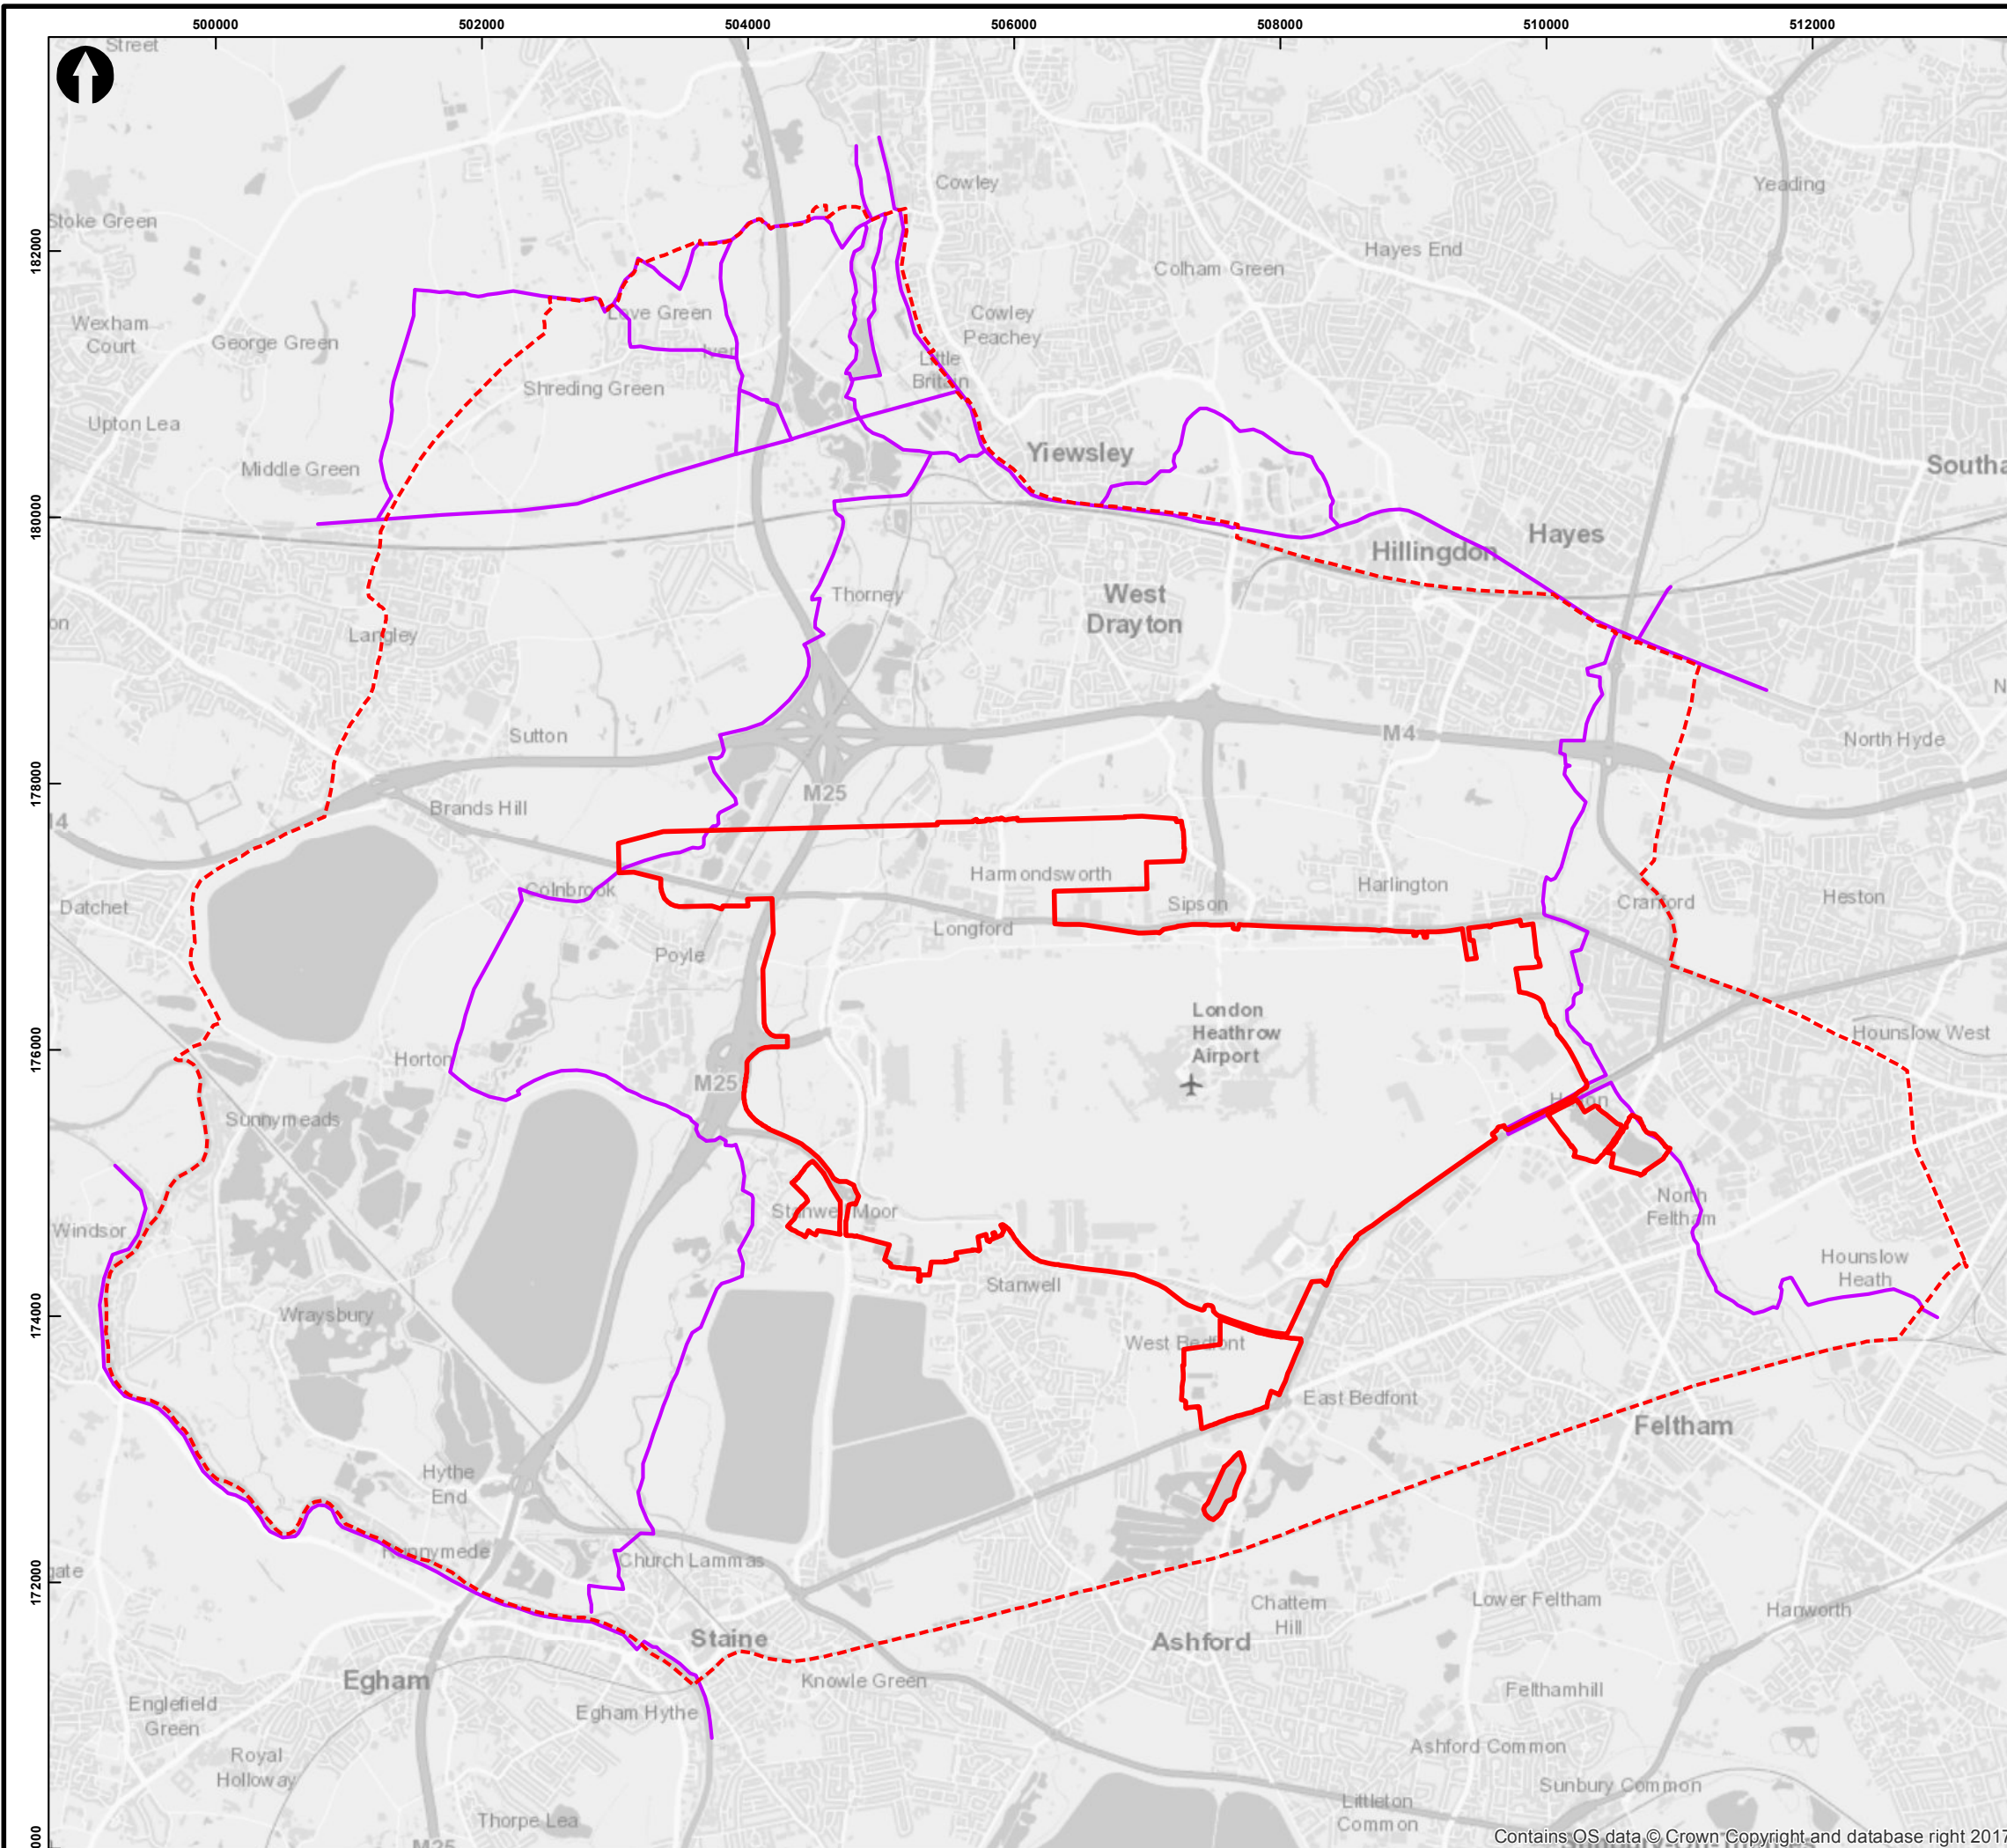 500000
502000
504000
506000
508000
510000
512000
Street
Cowley
Yeading
Stoke Green
182000
Hayes End
Colham Green
Love Green
Wexham
Court
George Green
Cowley
Peachey
Iver
Little
Britain
Shreding Green
Upton Lea
Yiewsley
Middle Green
Southa
180000
Hayes
Hillingdon
Thorney
West
Drayton
on
Langley
N
Sutton
M4
North Hyde
178000
M25
Brands Hill
14
Harmondsworth
Colnbrook
Harlington
Datchet
Sipson
Cranford
Heston
Longford
Poyle
London
Heathrow
Airport
176000
Horton
Hounslow West
M25
Sunnymeads
Windsor
Stanwell Moor
North
Feltham
Hounslow
Heath
Stanwell
174000
Wraysbury
West Bedfont
East Bedfont
Feltham
Hythe
End
172000
Runnymede
Church Lammas
gate
Chattern
Hill
Lower Feltham
Hanworth
Staine
Ashford
Egham
Knowle Green
Felthamhill
Englefield
Green
Egham Hythe
Royal
Holloway
Ashford Common
Sunbury Common
Thorpe Lea
Littleton
Common
M25
Contains OS data © Crown Copyright and database right 2017